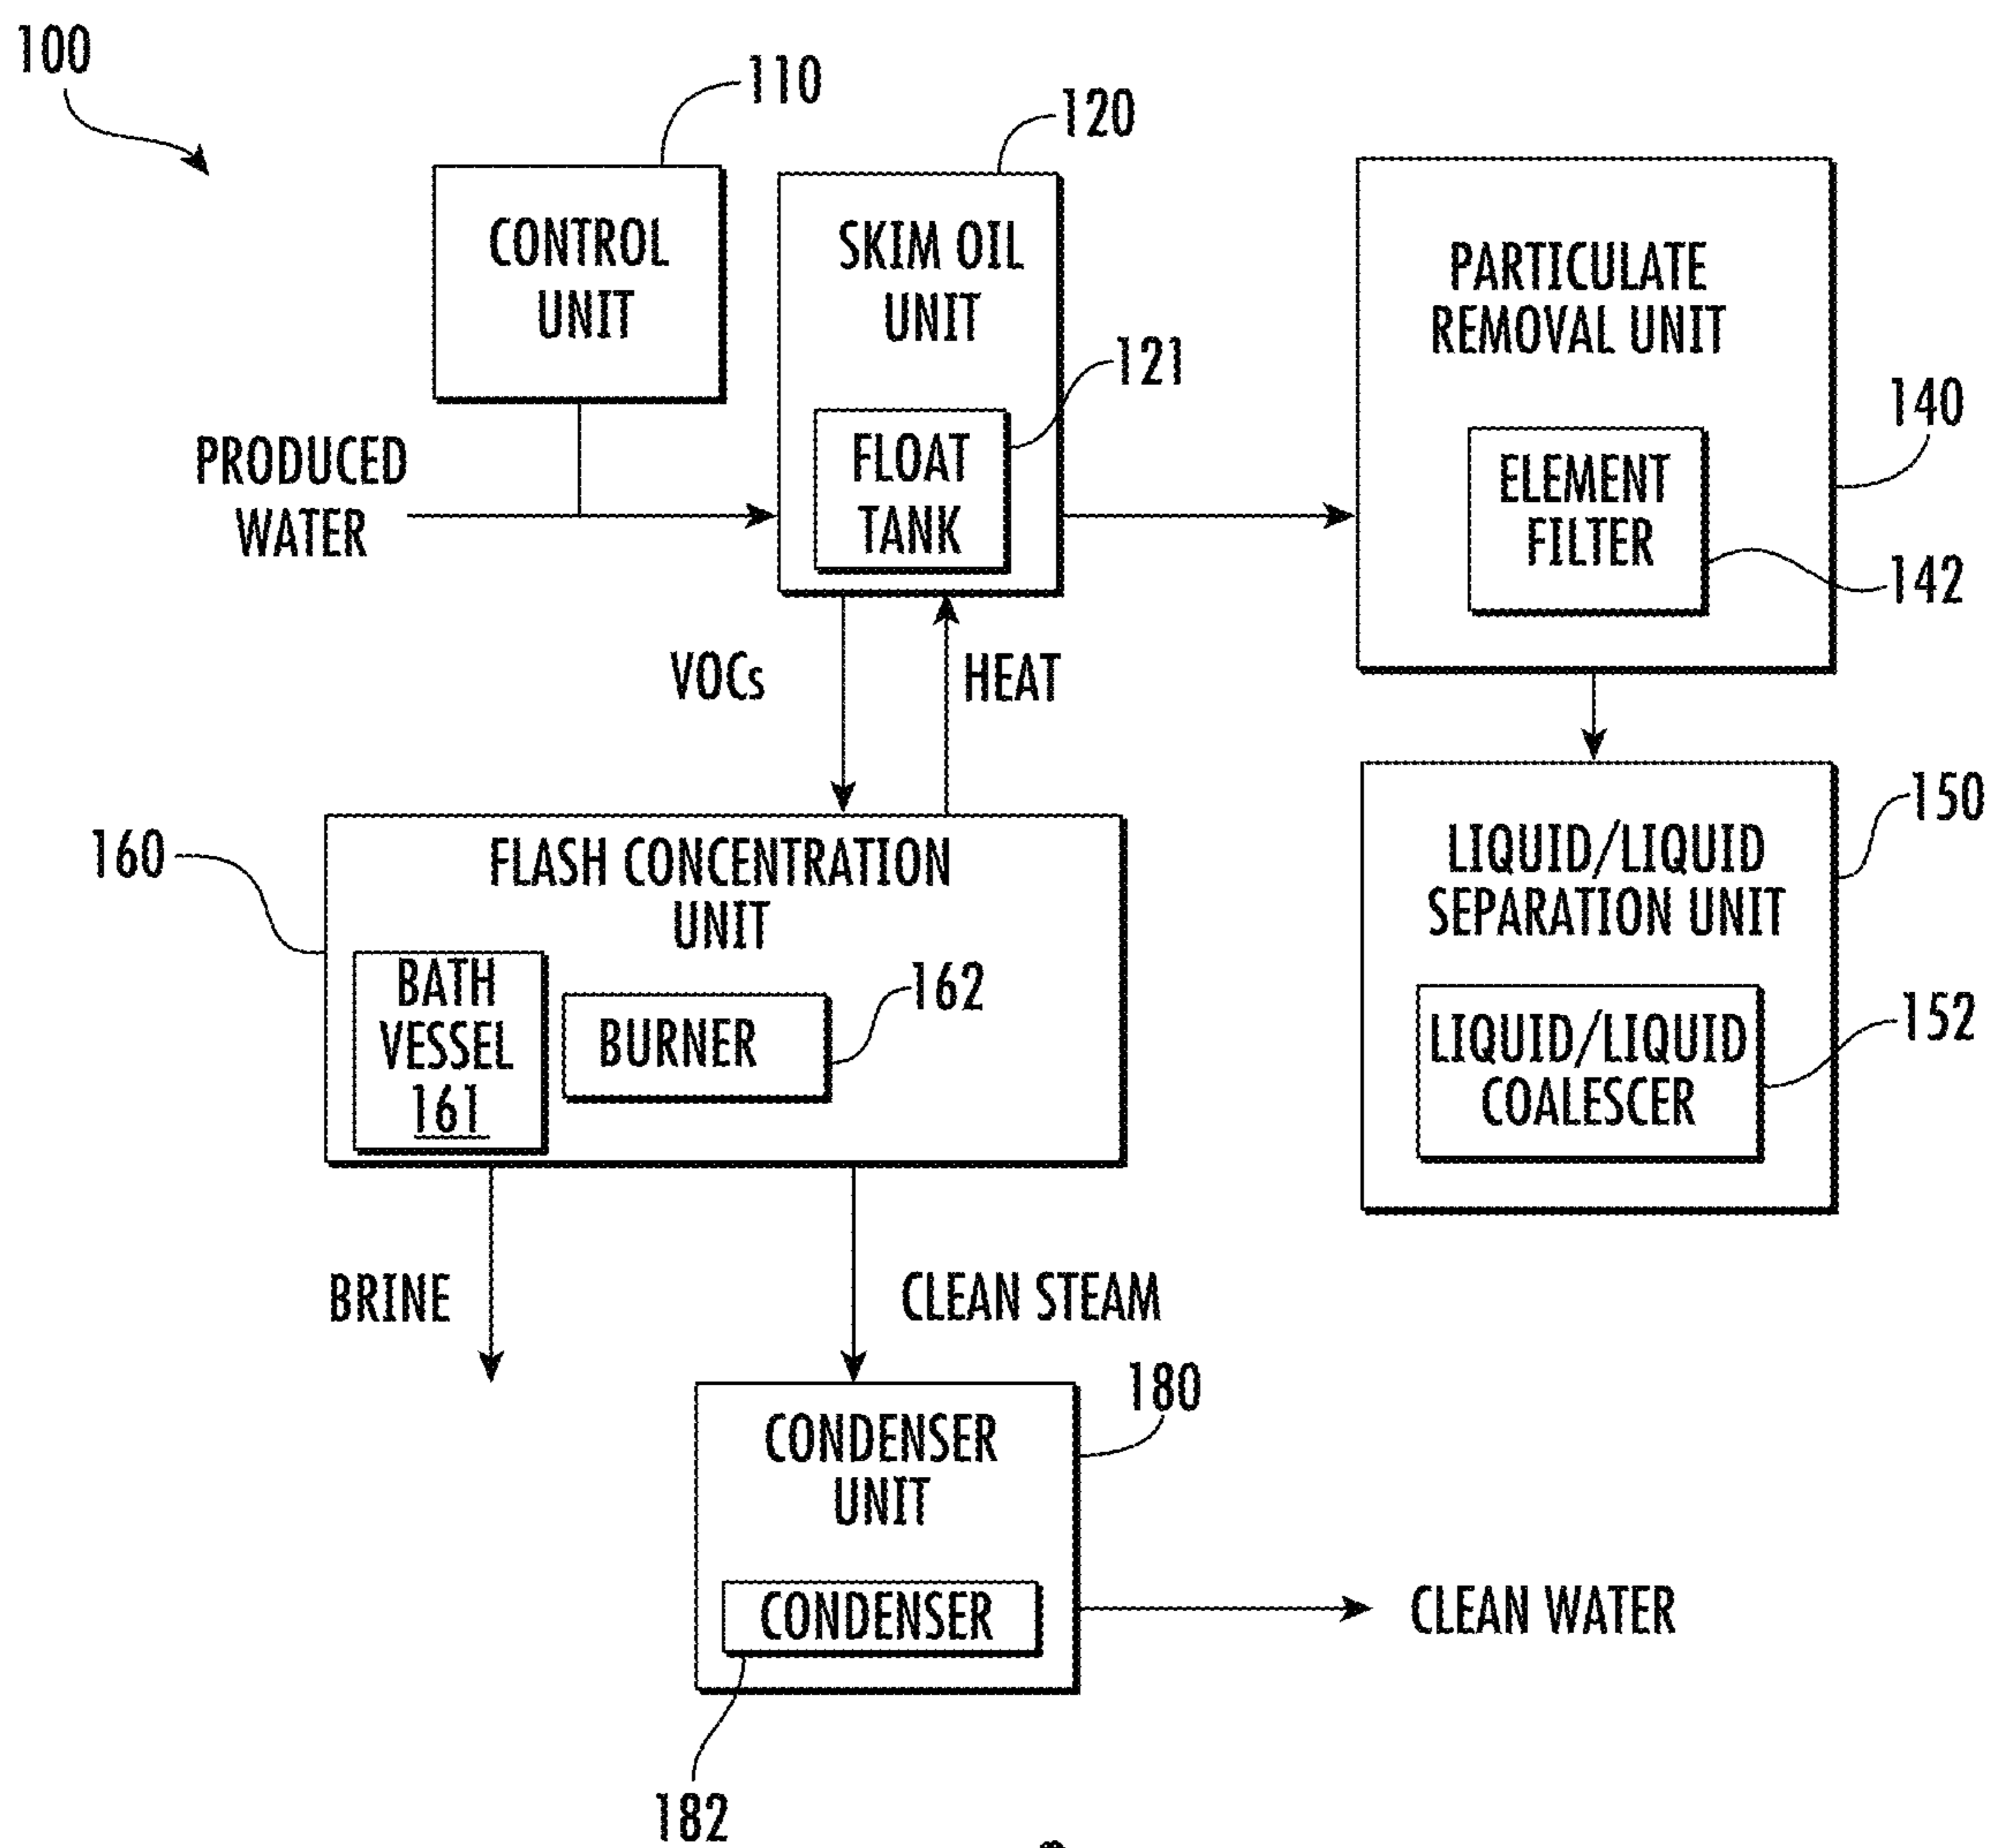 100
110
120
CONTROL
UNIT
SKIM OIL
UNIT
PARTICULATE
REMOVAL UNIT
121
140
PRODUCED
WATER
FLOAT
TANK
ELEMENT
FILTER
142
VOCs
HEAT
150
160
FLASH CONCENTRATION
UNIT
LIQUID/LIQUID
SEPARATION UNIT
BATH
VESSEL
161
BURNER
162
LIQUID/LIQUID
COALESCER
152
BRINE
CLEAN STEAM
180
CONDENSER
UNIT
CONDENSER
CLEAN WATER
182